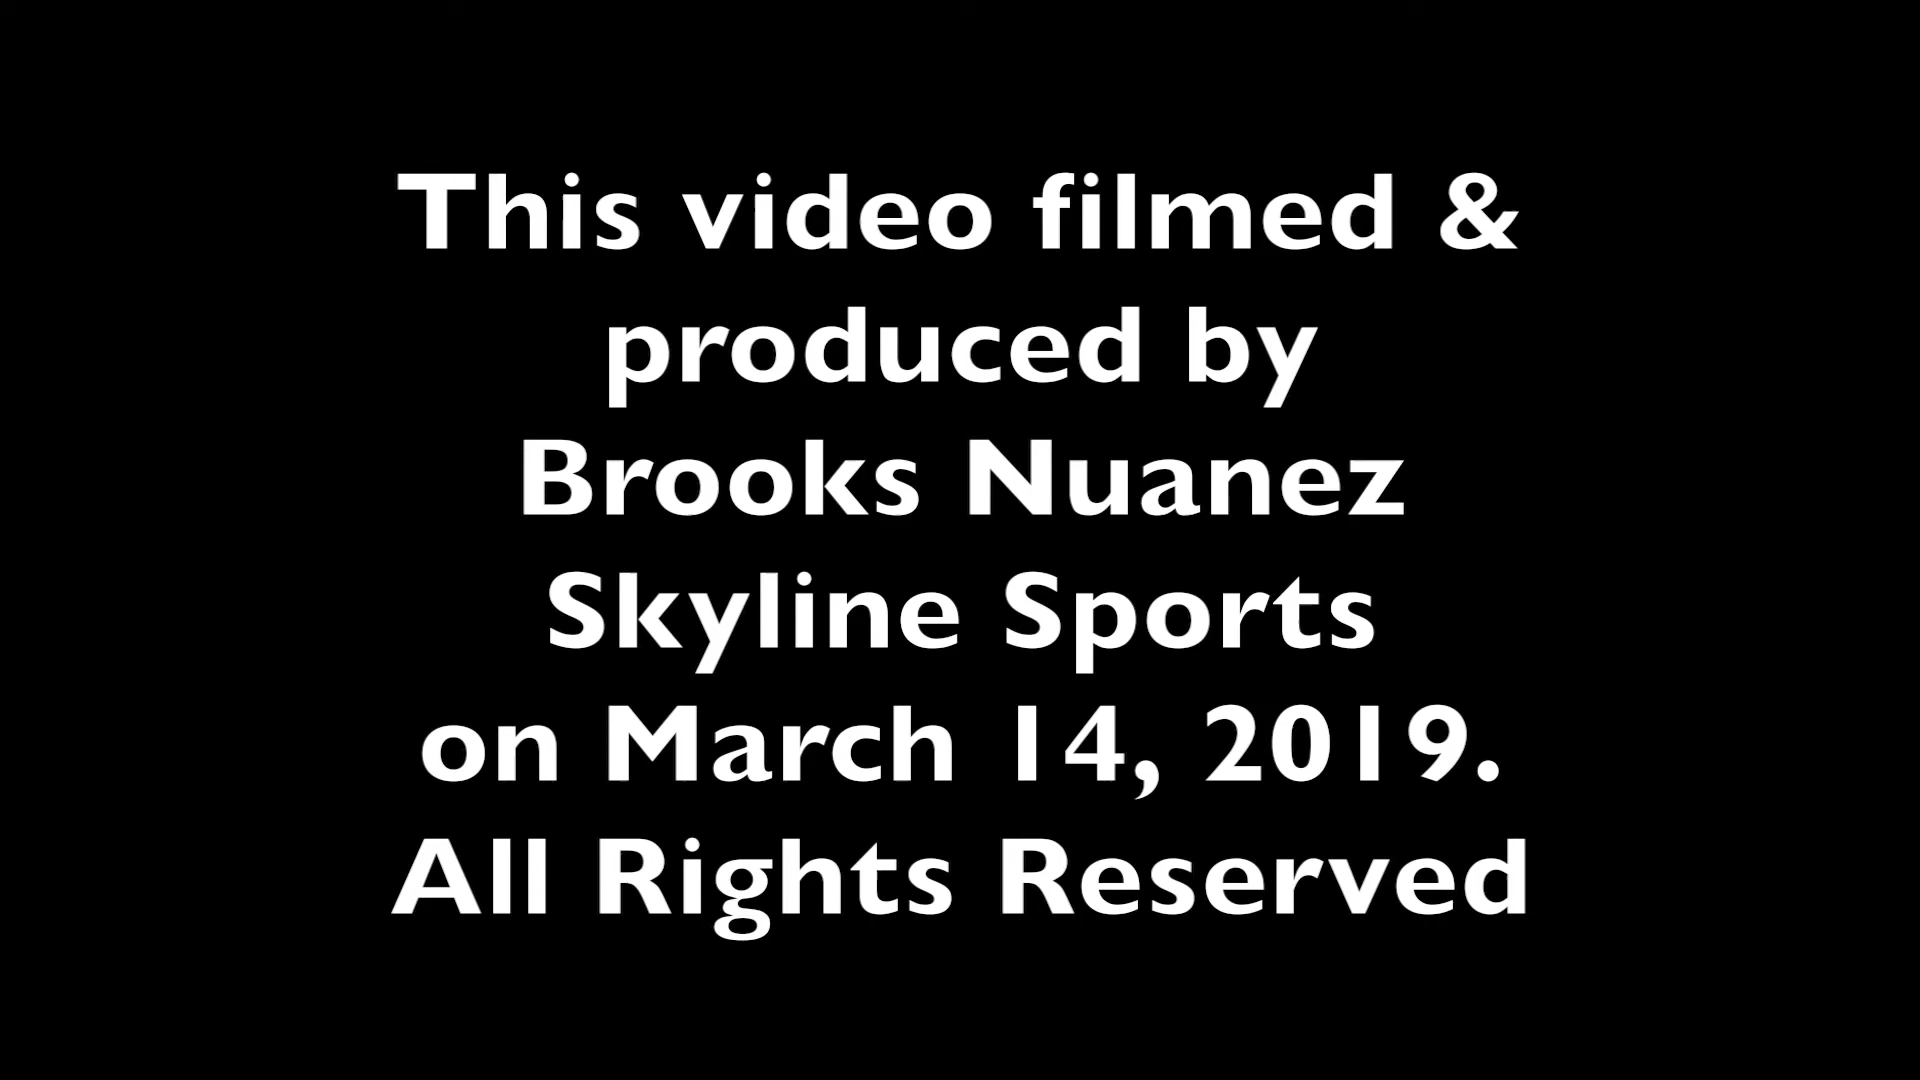 This video filmed &
produced by
Brooks Nuanez
Skyline Sports
on March 14, 2019.
All Rights Reserved